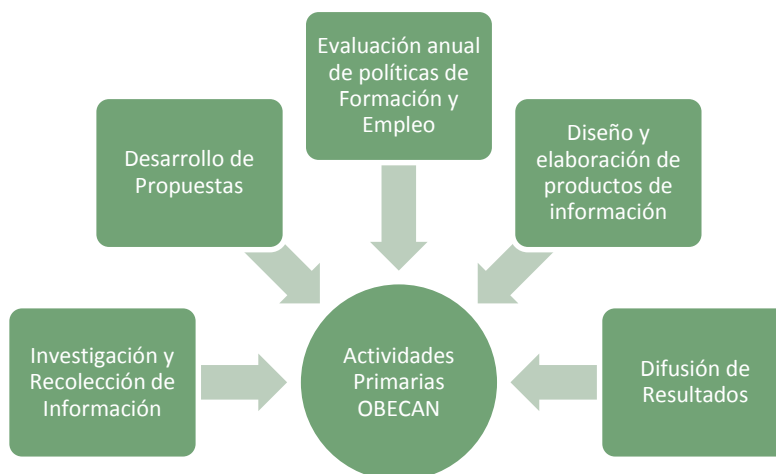 Evaluación anual
de políticas de
Formación y
Empleo
Desarrollo de
Propuestas
Diseño y
elaboración de
productos de
información
Investigación y
Recolección de
Información
Actividades
Primarias
OBECAN
Difusión de
Resultados